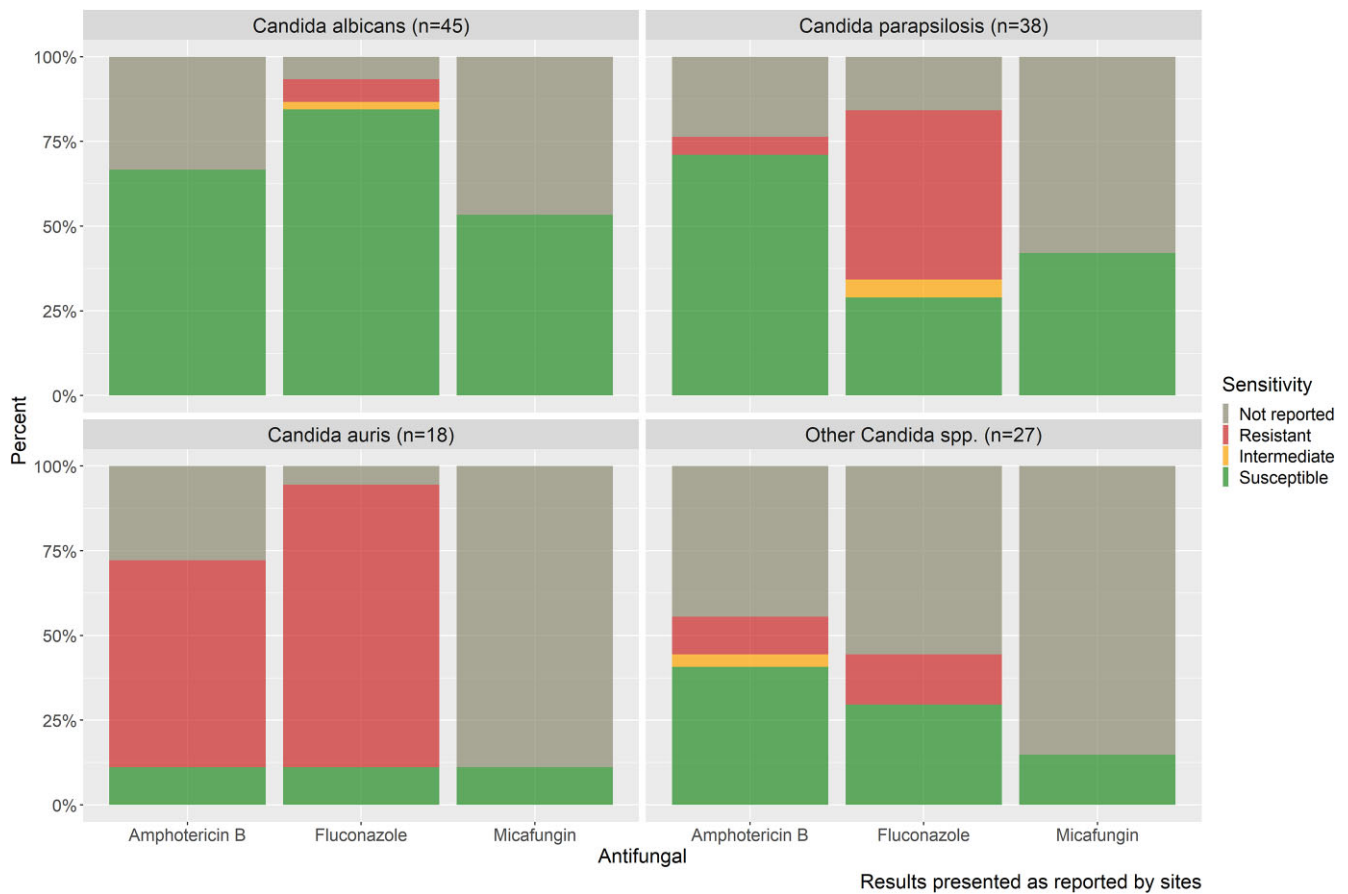 Candida albicans (n=45)
Candida parapsilosis (n=38)
100%
75%
50%
25%
0%
Candida auris (n=18)
Other Candida spp. (n=27)
100%
75%
50%
25%
0%
Percent
Amphotericin B
Fluconazole
Micafungin
Amphotericin B
Fluconazole
Micafungin
Antifungal
Sensitivity
Not reported
Resistant
Intermediate
Susceptible
Results presented as reported by sites